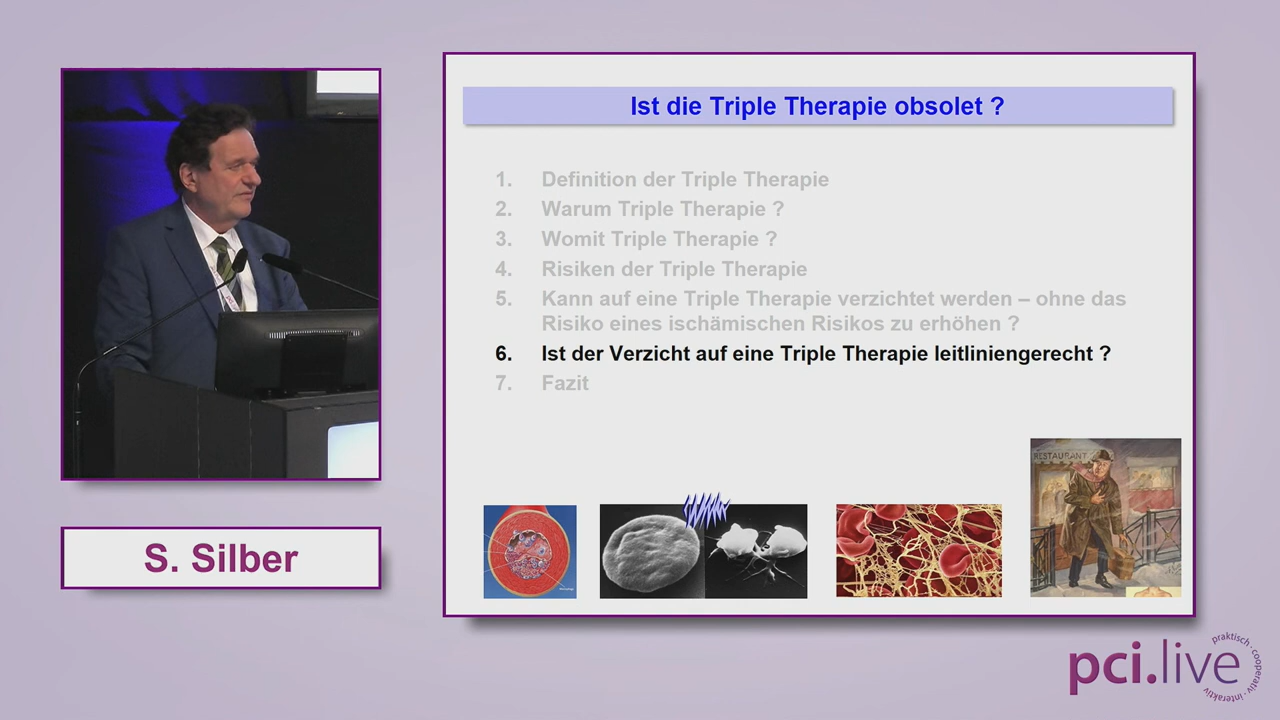 Ist die Triple Therapie obsolet ?
1. Definition der Triple Therapie
2. Warum Triple Therapie ?
3. Womit Triple Therapie ?
4. Risiken der Triple Therapie
5. Kann auf eine Triple Therapie verzichtet werden – ohne das
Risiko eines ischämischen Risikos zu erhöhen ?
6. Ist der Verzicht auf eine Triple Therapie leitliniengerecht ?
7. Fazit
RESTAURANT
S. Silber
pci.live
praktisch · cooperativ · interaktiv